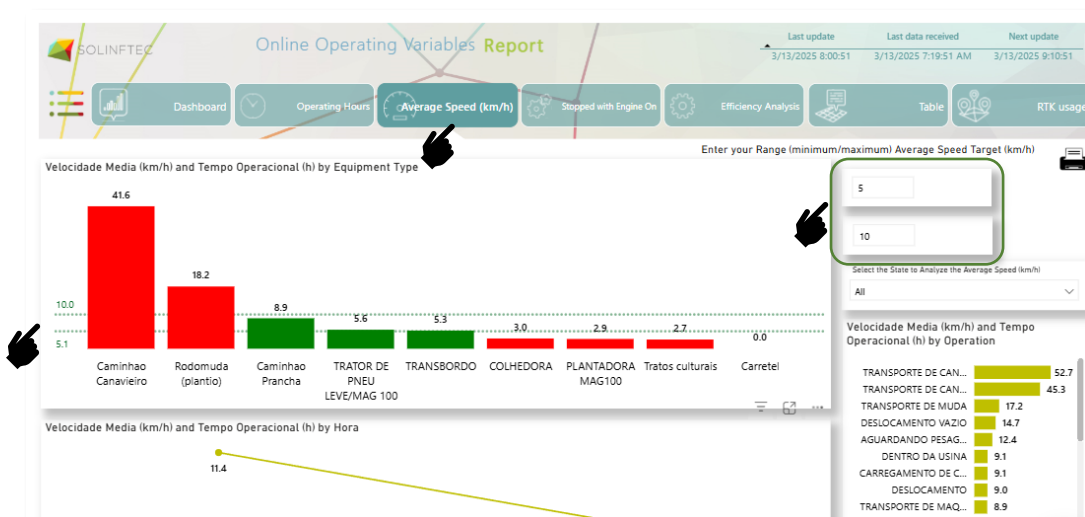 SOLINFTEC
Online Operating Variables Report
Last update
Last data received
Next update
3/13/2025 8:00:51
3/13/2025 7:19:51 AM
3/13/2025 9:10:51
Dashboard
Operating Hours
Average Speed (km/h)
Stopped with Engine On
Efficiency Analysis
Table
RTK usage
Enter your Range (minimum/maximum) Average Speed Target (km/h)
Velocidade Media (km/h) and Tempo Operacional (h) by Equipment Type
41.6
18.2
10.0
8.9
5.6
5.3
3.0
2.9
2.7
0.0
5.1
Caminhao
Canavieiro
Rodomuda
(plantio)
Caminhao
Prancha
TRATOR DE
PNEU
LEVE/MAG 100
TRANSBORDO
COLHEDORA
PLANTADORA
MAG100
Tratos culturais
Carretel
5
10
Select the State to Analyze the Average Speed (km/h)
All
Velocidade Media (km/h) and Tempo
Operacional (h) by Operation
TRANSPORTE DE CAN... 52.7
TRANSPORTE DE CAN... 45.3
TRANSPORTE DE MUDA 17.2
DESLOCAMENTO VAZIO 14.7
AGUARDANDO PESAG... 12.4
DENTRO DA USINA 9.1
CARREGAMENTO DE C... 9.1
DESLOCAMENTO 9.0
TRANSPORTE DE MAQ... 8.9
Velocidade Media (km/h) and Tempo Operacional (h) by Hora
11.4